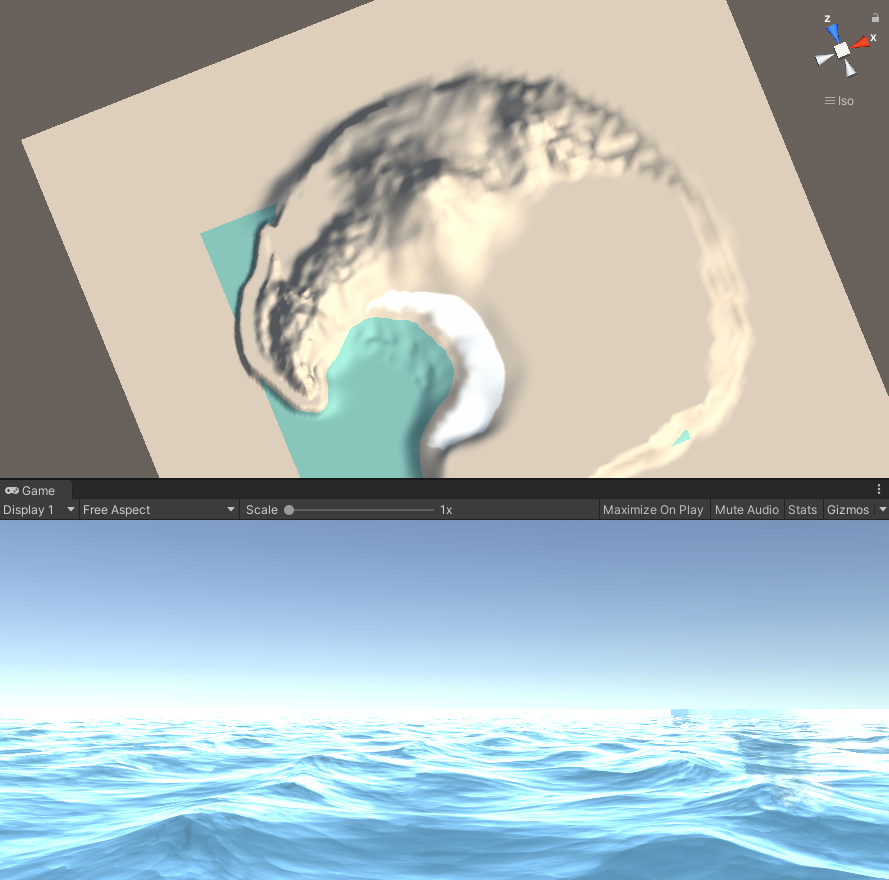 z
x
Iso
Game
Display 1 Free Aspect Scale 1x Maximize On Play Mute Audio Stats Gizmos